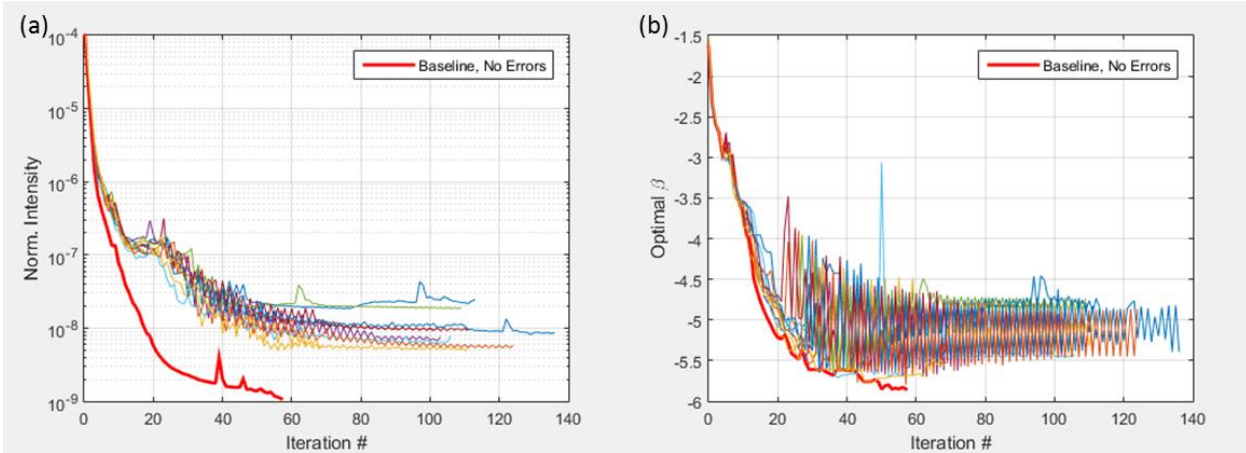 (a)
Baseline, No Errors
Norm. Intensity
10^-4
10^-5
10^-6
10^-7
10^-8
10^-9
0 20 40 60 80 100 120 140
Iteration #
(b)
Baseline, No Errors
Optimal β
-1.5
-2
-2.5
-3
-3.5
-4
-4.5
-5
-5.5
-6
0 20 40 60 80 100 120 140
Iteration #